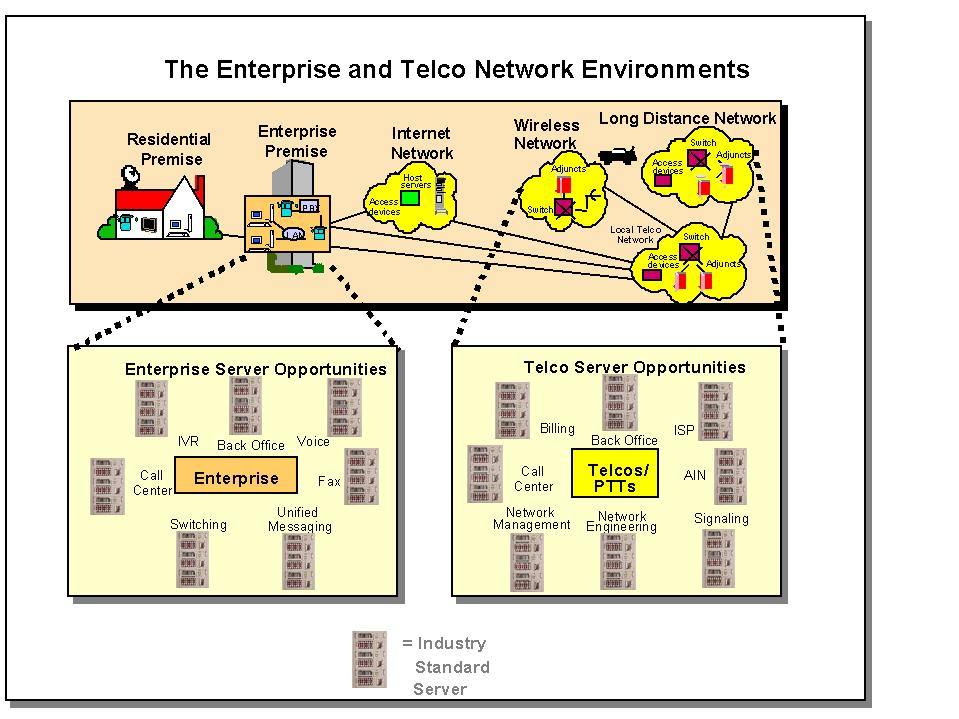 The Enterprise and Telco Network Environments
Residential
Premise
Enterprise
Premise
Internet
Network
Wireless
Network
Long Distance Network
PBX
LAN
Host
servers
Access
devices
Adjuncts
Switch
Switch
Adjuncts
Access
devices
Local Telco
Network
Switch
Access
devices
Adjuncts
Enterprise Server Opportunities
IVR
Back Office
Voice
Call
Center
Enterprise
Fax
Switching
Unified
Messaging
Telco Server Opportunities
Billing
Back Office
ISP
Call
Center
Telcos/
PTTs
AIN
Network
Management
Network
Engineering
Signaling
= Industry
Standard
Server